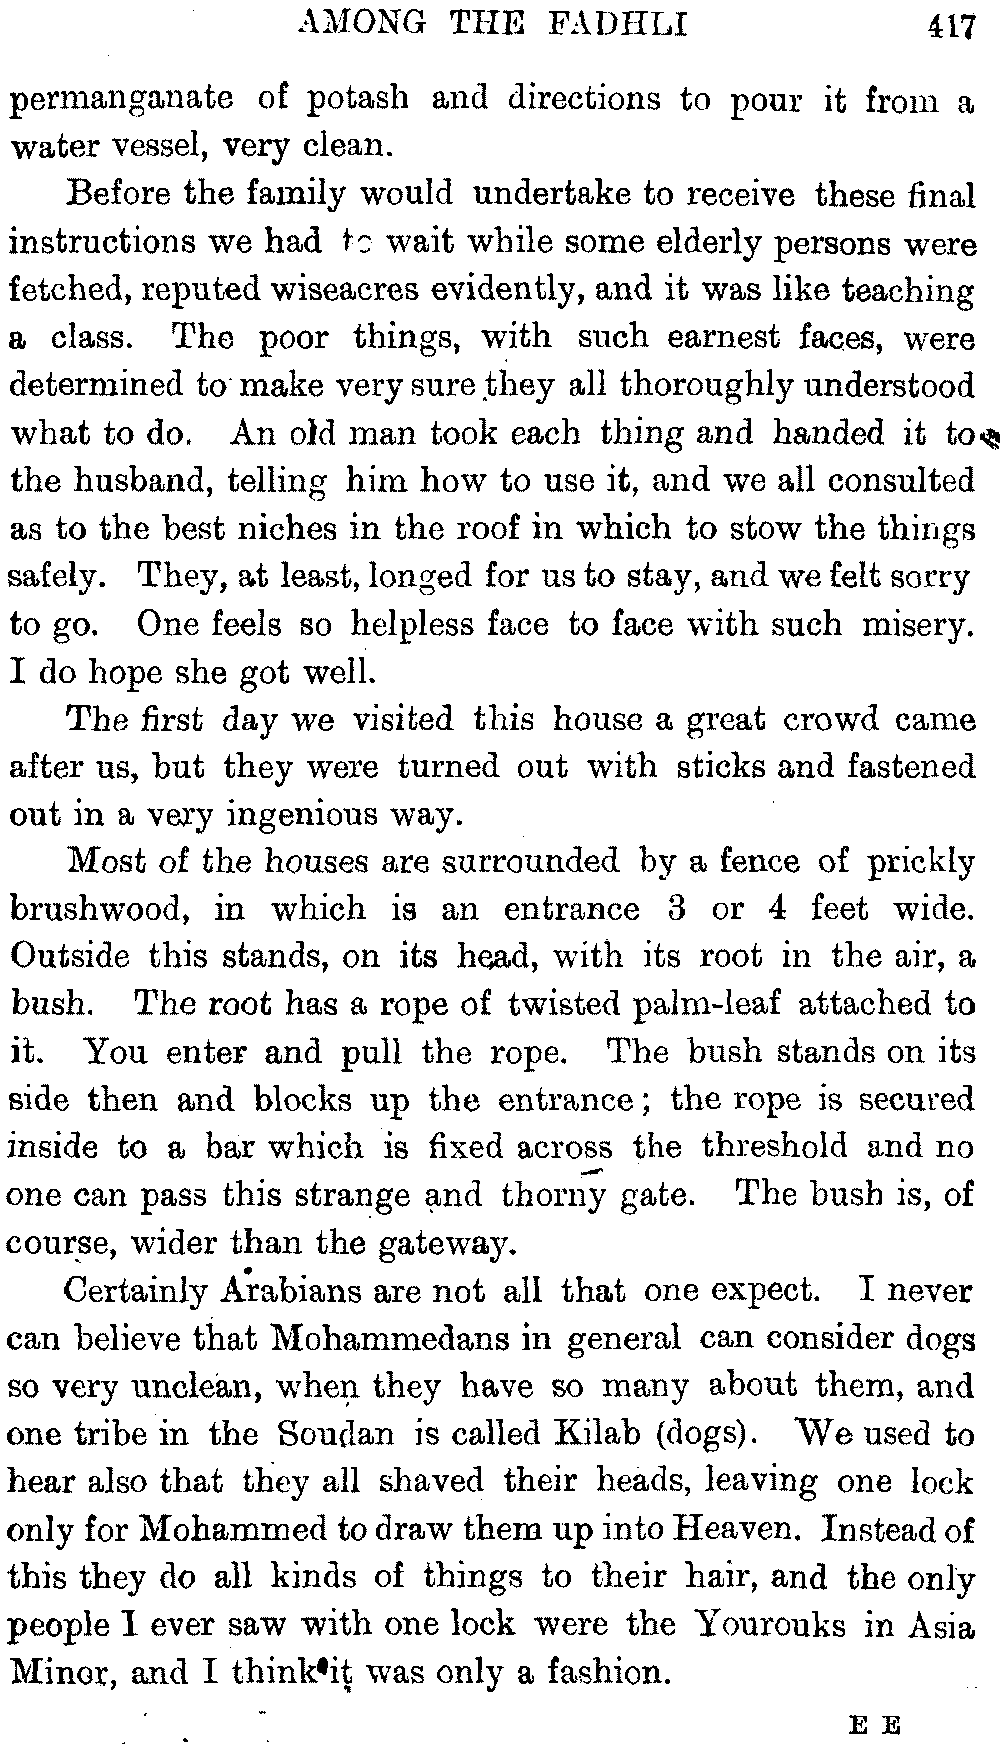 AMONG THE FADHLI 417
permanganate of potash and directions to pour it from a
water vessel, very clean.
Before the family would undertake to receive these final
instructions we had to wait while some elderly persons were
fetched, reputed wiseacres evidently, and it was like teaching
a class. The poor things, with such earnest faces, were
determined to make very sure they all thoroughly understood
what to do. An old man took each thing and handed it to
the husband, telling him how to use it, and we all consulted
as to the best niches in the roof in which to stow the things
safely. They, at least, longed for us to stay, and we felt sorry
to go. One feels so helpless face to face with such misery.
I do hope she got well.
The first day we visited this house a great crowd came
after us, but they were turned out with sticks and fastened
out in a very ingenious way.
Most of the houses are surrounded by a fence of prickly
brushwood, in which is an entrance 3 or 4 feet wide.
Outside this stands, on its head, with its root in the air, a
bush. The root has a rope of twisted palm-leaf attached to
it. You enter and pull the rope. The bush stands on its
side then and blocks up the entrance; the rope is secured
inside to a bar which is fixed across the threshold and no
one can pass this strange and thorny gate. The bush is, of
course, wider than the gateway.
Certainly Arabians are not all that one expect. I never
can believe that Mohammedans in general can consider dogs
so very unclean, when they have so many about them, and
one tribe in the Soudan is called Kilab (dogs). We used to
hear also that they all shaved their heads, leaving one lock
only for Mohammed to draw them up into Heaven. Instead of
this they do all kinds of things to their hair, and the only
people I ever saw with one lock were the Yourouks in Asia
Minor, and I think it was only a fashion.
E E